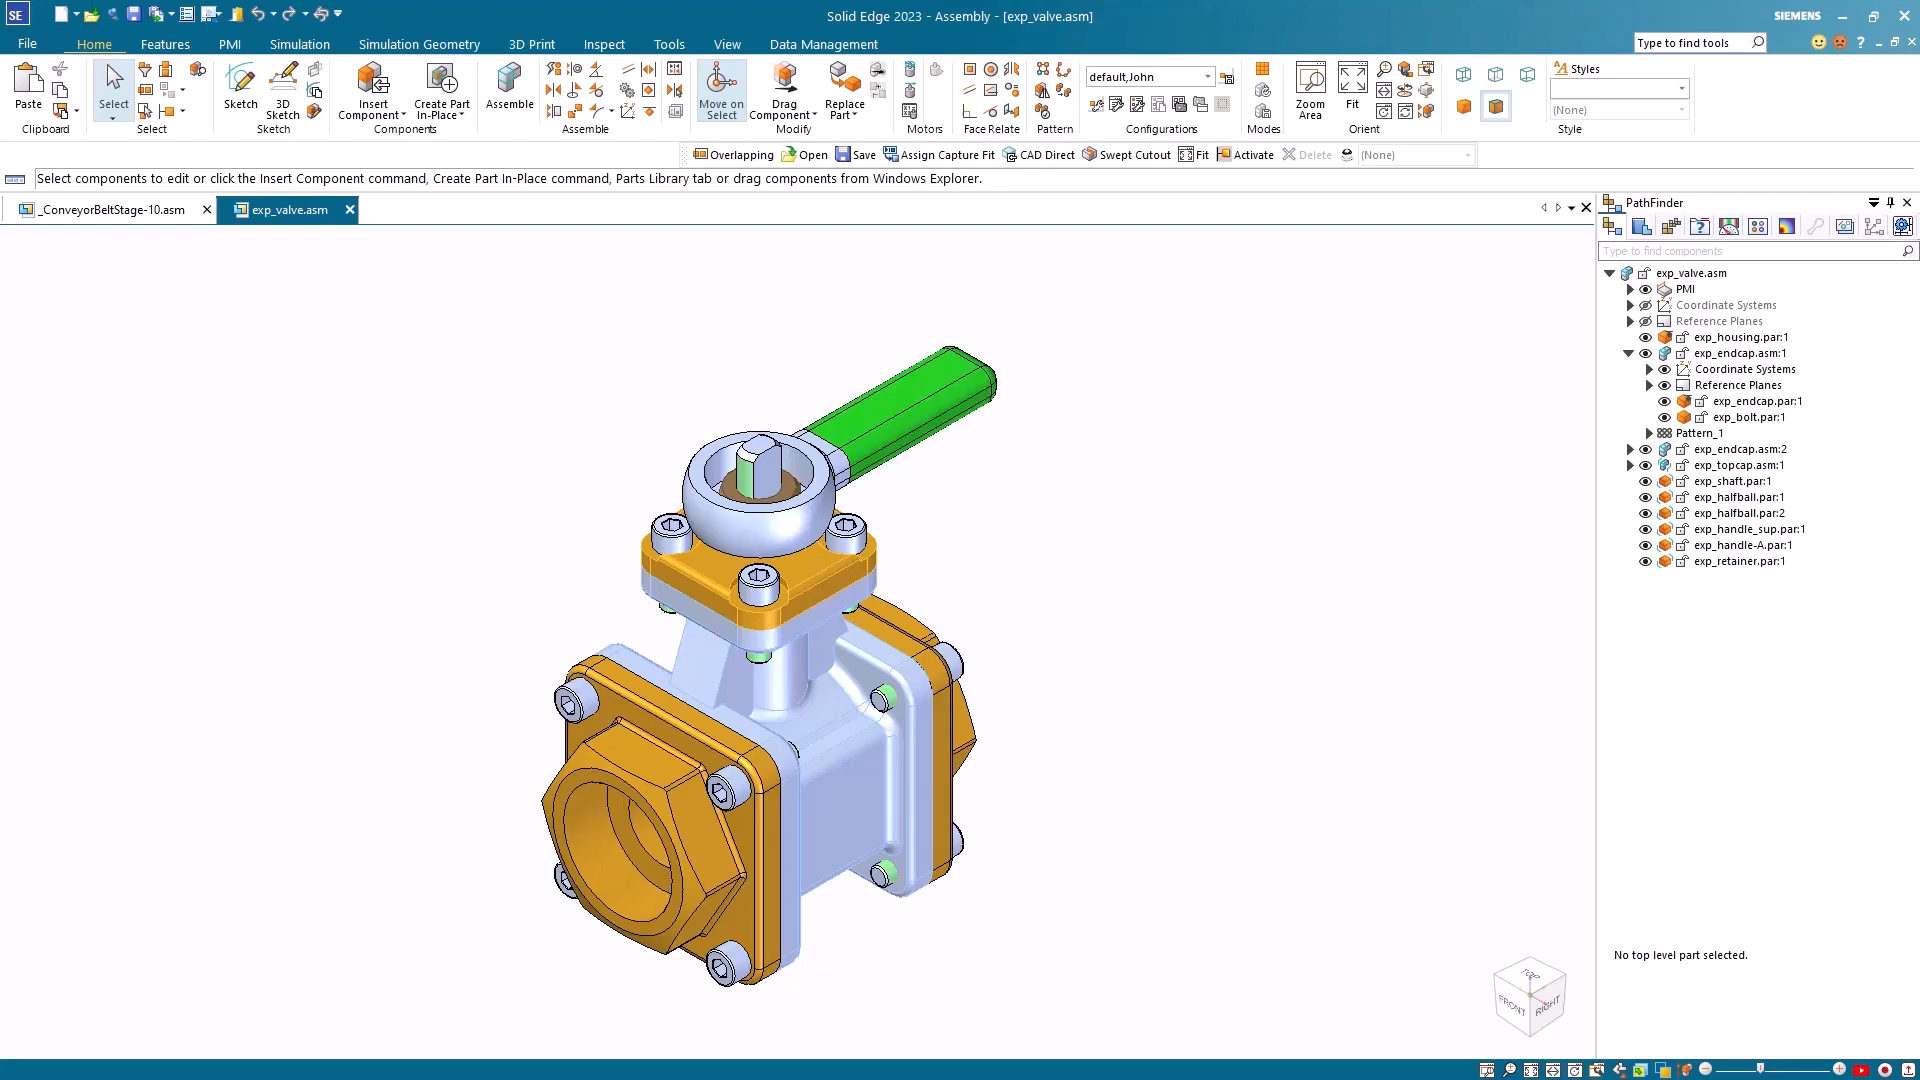 SE
Solid Edge 2023 - Assembly - [exp_valve.asm]
SIEMENS
File
Home
Features
PMI
Simulation
Simulation Geometry
3D Print
Inspect
Tools
View
Data Management
Type to find tools
Paste
Clipboard
Select
Select
Sketch
3D
Sketch
Sketch
Insert
Component
Create Part
In-Place
Components
Assemble
Assemble
Move on
Select
Drag
Component
Replace
Part
Modify
Motors
Face Relate
Pattern
default,John
Configurations
Modes
Zoom
Area
Fit
Orient
Styles
(None)
Style
Overlapping
Open
Save
Assign Capture Fit
CAD Direct
Swept Cutout
Fit
Activate
Delete
(None)
Select components to edit or click the Insert Component command, Create Part In-Place command, Parts Library tab or drag components from Windows Explorer.
_ConveyorBeltStage-10.asm
exp_valve.asm
PathFinder
Type to find components
exp_valve.asm
PMI
Coordinate Systems
Reference Planes
exp_housing.par:1
exp_endcap.asm:1
Coordinate Systems
Reference Planes
exp_endcap.par:1
exp_bolt.par:1
Pattern_1
exp_endcap.asm:2
exp_topcap.asm:1
exp_shaft.par:1
exp_halfball.par:1
exp_halfball.par:2
exp_handle_sup.par:1
exp_handle-A.par:1
exp_retainer.par:1
No top level part selected.
TOP
FRONT
RIGHT